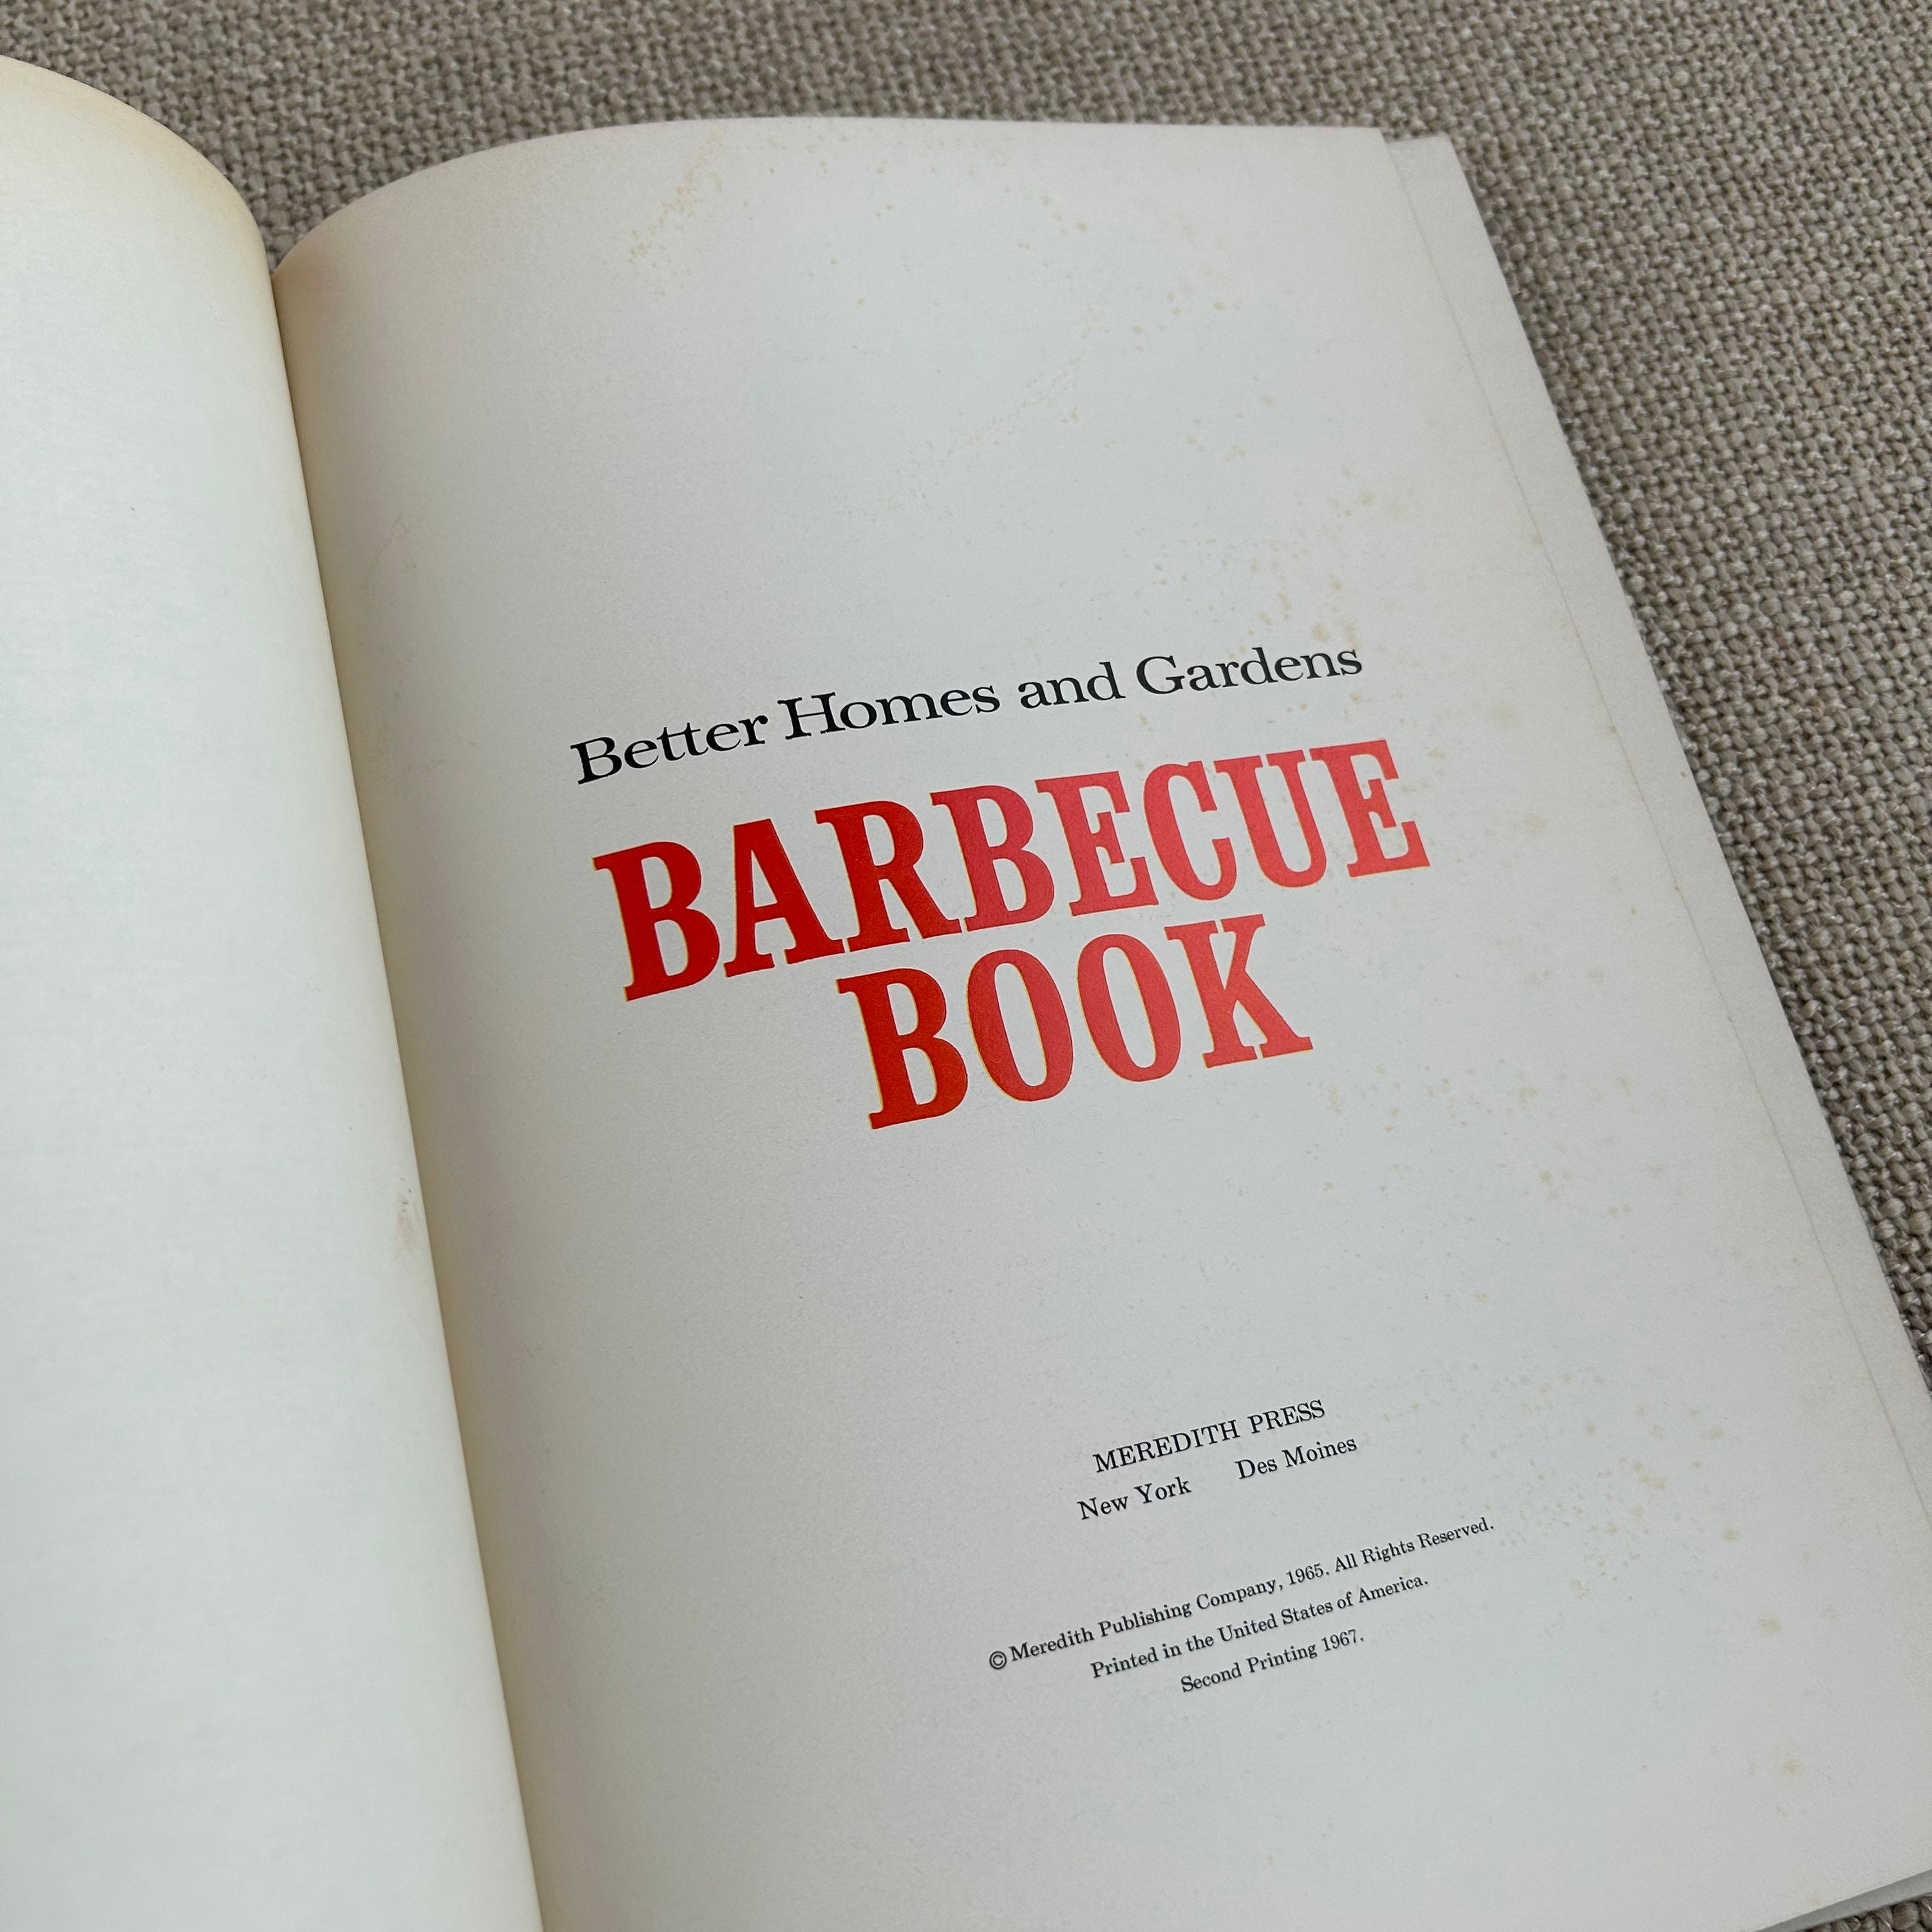 Better Homes and Gardens
BARBECUE
BOOK
MEREDITH PRESS
New York Des Moines
© Meredith Publishing Company, 1965. All Rights Reserved.
Printed in the United States of America.
Second Printing 1967.